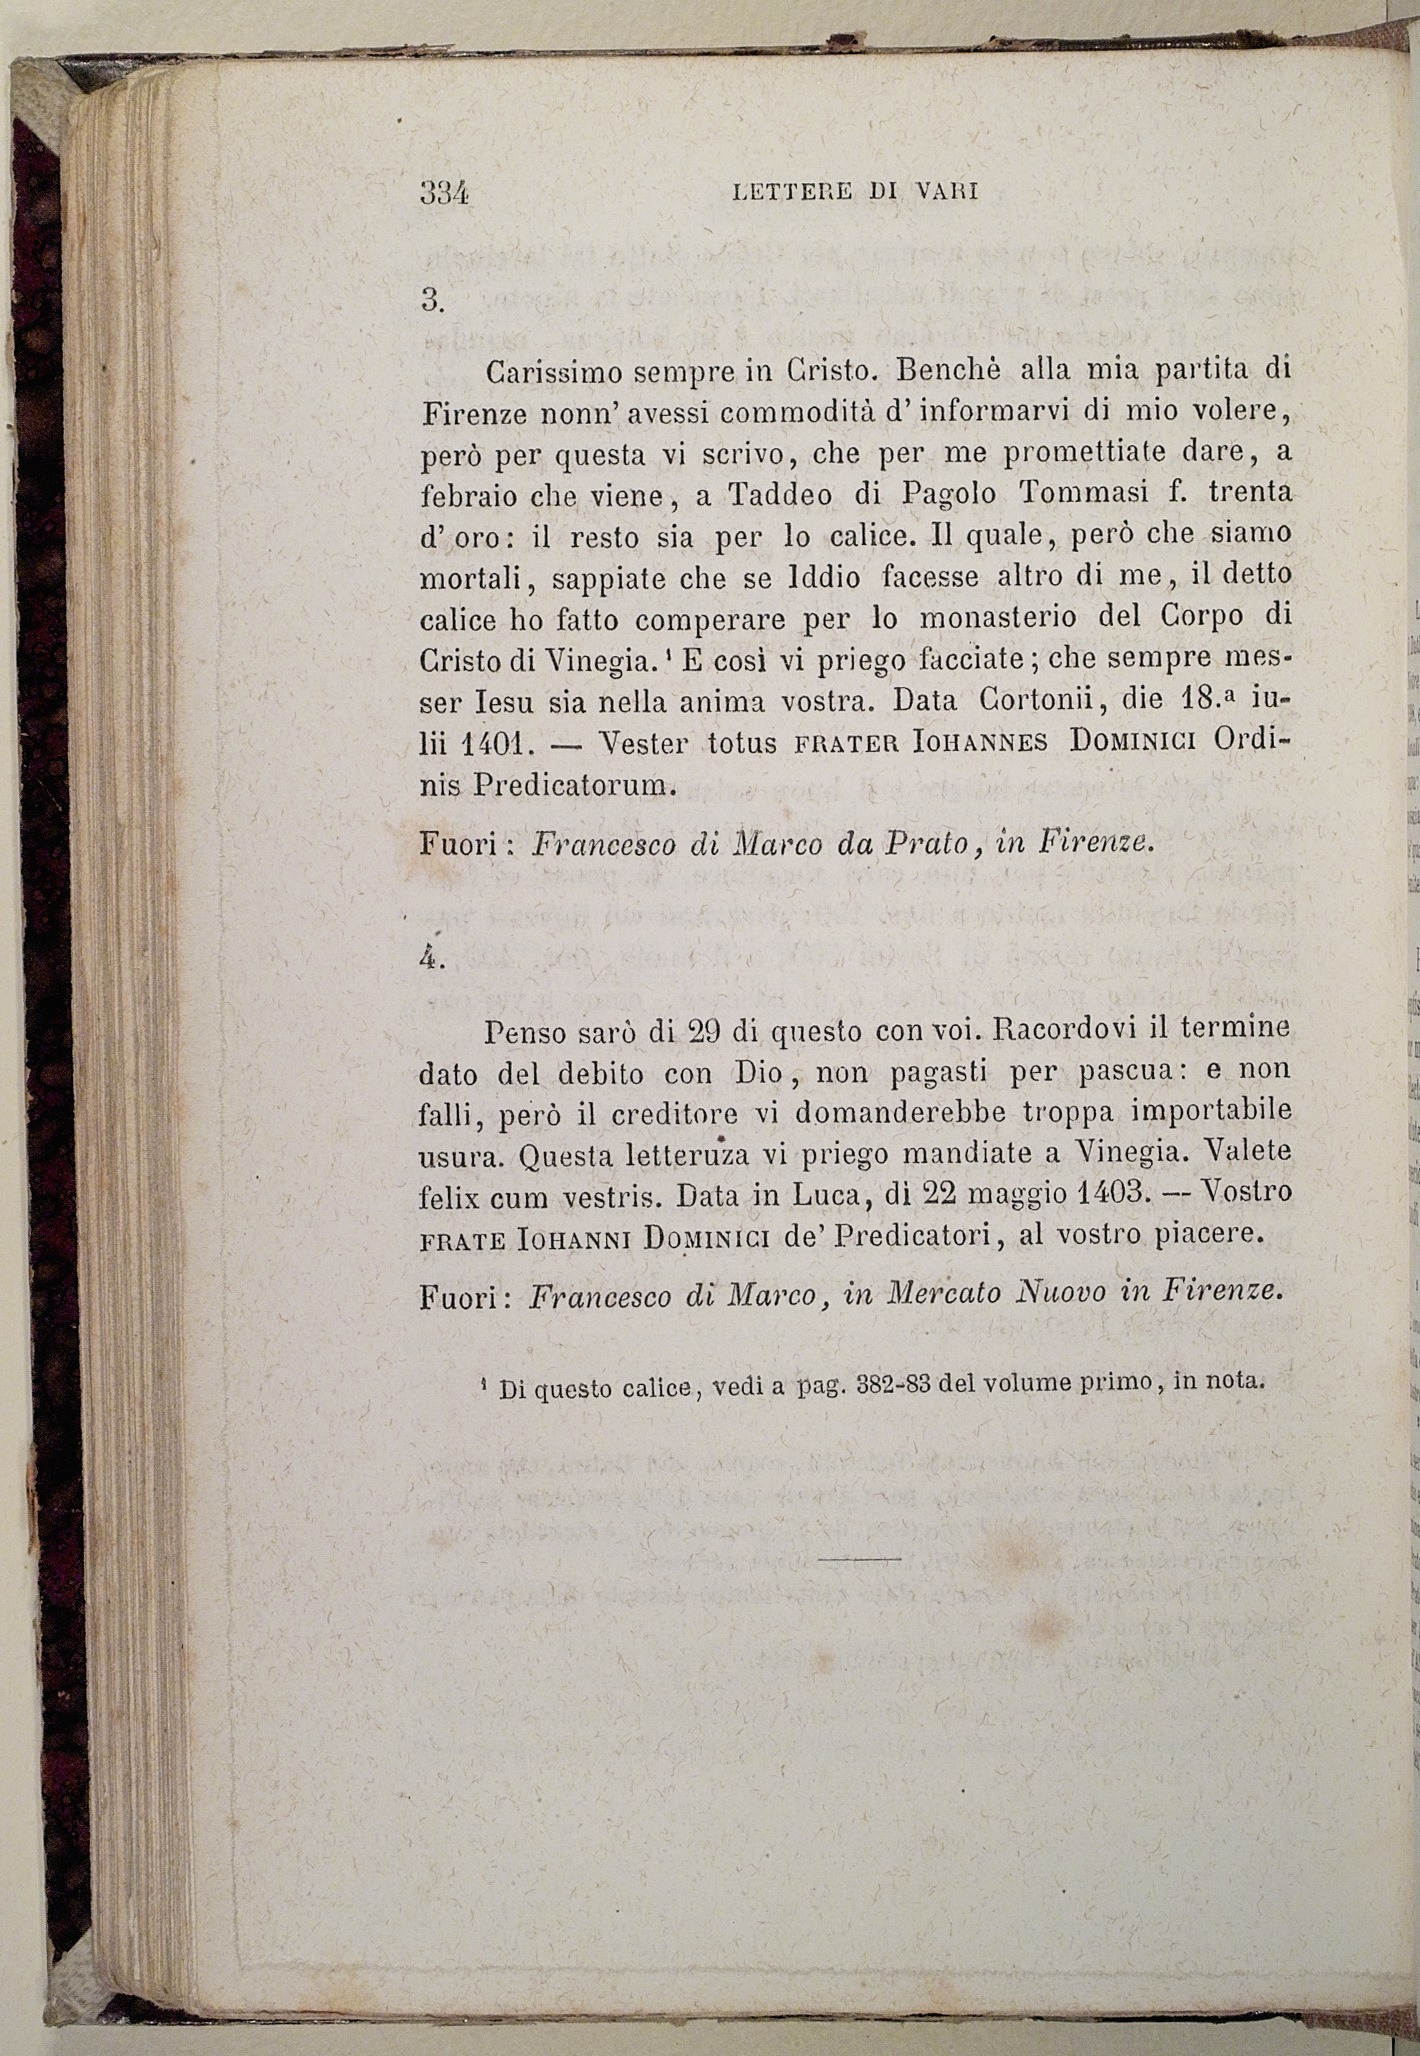 334 LETTERE DI VARI
3.
Carissimo sempre in Cristo. Benchè alla mia partita di
Firenze nonn' avessi commodità d' informarvi di mio volere,
però per questa vi scrivo, che per me promettiate dare, a
febraio che viene, a Taddeo di Pagolo Tommasi f. trenta
d' oro: il resto sia per lo calice. Il quale, però che siamo
mortali, sappiate che se Iddio facesse altro di me, il detto
calice ho fatto comperare per lo monasterio del Corpo di
Cristo di Vinegia.¹ E così vi priego facciate; che sempre mes-
ser Iesu sia nella anima vostra. Data Cortonii, die 18.ª iu-
lii 1401. — Vester totus FRATER IOHANNES DOMINICI Ordi-
nis Predicatorum.
Fuori: Francesco di Marco da Prato, in Firenze.
4.
Penso sarò di 29 di questo con voi. Racordovi il termine
dato del debito con Dio, non pagasti per pascua: e non
falli, però il creditore vi domanderebbe troppa importabile
usura. Questa letteruza vi priego mandiate a Vinegia. Valete
felix cum vestris. Data in Luca, dì 22 maggio 1403. — Vostro
FRATE IOHANNI DOMINICI de' Predicatori, al vostro piacere.
Fuori: Francesco di Marco, in Mercato Nuovo in Firenze.
¹ Di questo calice, vedi a pag. 382-83 del volume primo, in nota.